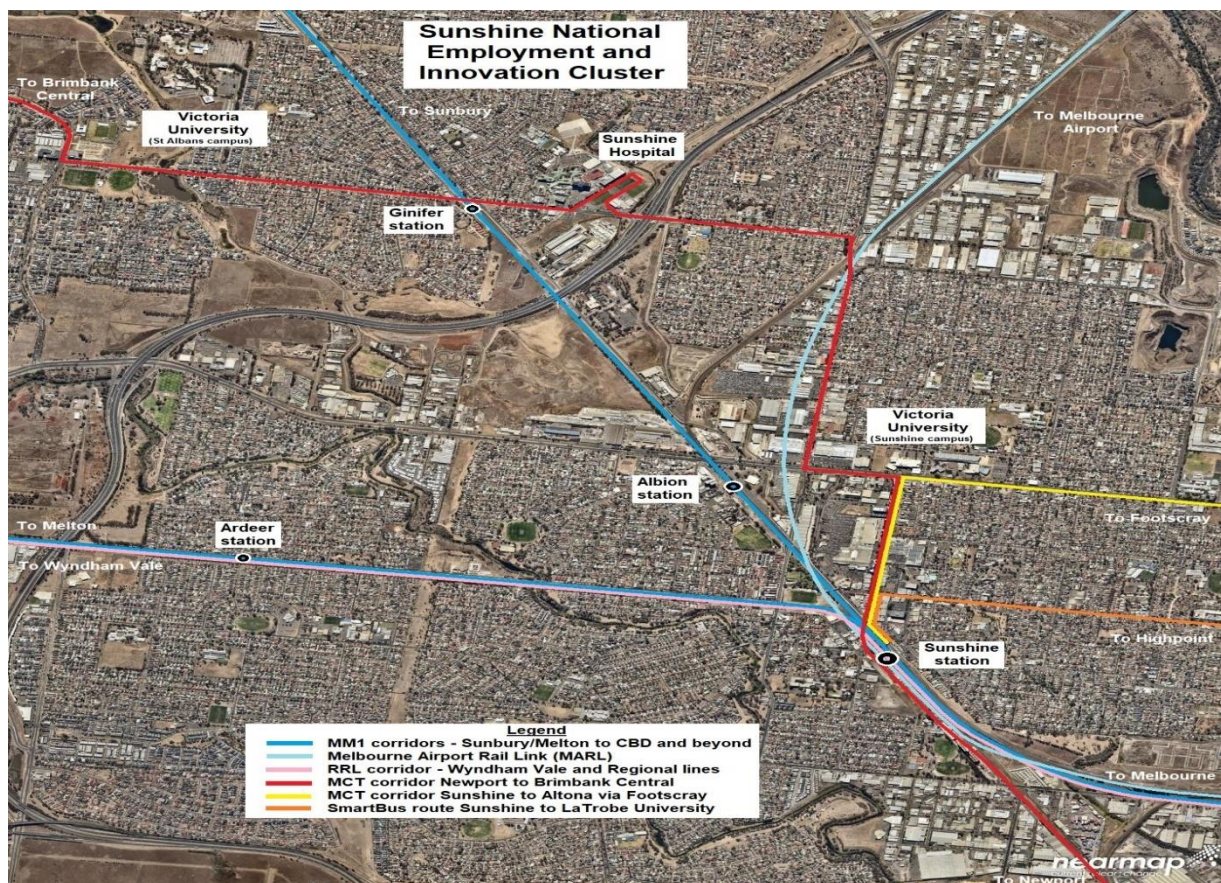 Sunshine National
Employment and
Innovation Cluster
To Brimbank
Central
Victoria
University
(St Albans campus)
To Sunbury
Sunshine
Hospital
To Melbourne
Airport
Ginifer
station
Victoria
University
(Sunshine campus)
Albion
station
To Melton
Ardeer
station
To Wyndham Vale
To Footscray
To Highpoint
Sunshine
station
Legend
MM1 corridors - Sunbury/Melton to CBD and beyond
Melbourne Airport Rail Link (MARL)
RRL corridor - Wyndham Vale and Regional lines
MCT corridor Newport to Brimbank Central
MCT corridor Sunshine to Altona via Footscray
SmartBus route Sunshine to LaTrobe University
To Melbourne
nearmap
To Newport